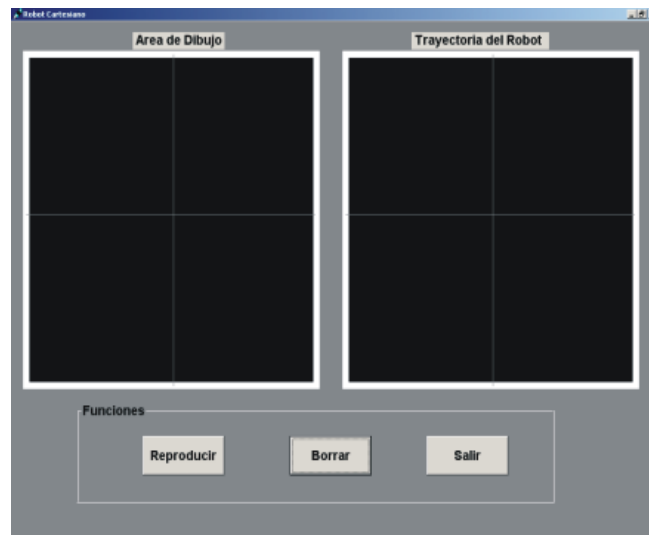 Robot Cartesiano
Area de Dibujo
Trayectoria del Robot
Funciones
Reproducir
Borrar
Salir